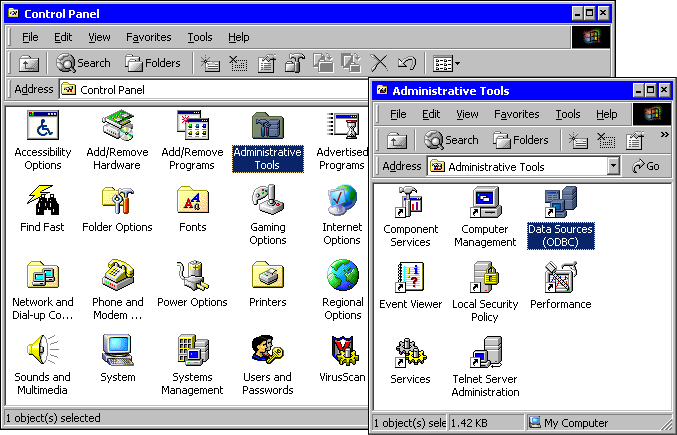 Control Panel
File Edit View Favorites Tools Help
Search Folders
Address Control Panel
Accessibility Options
Add/Remove Hardware
Add/Remove Programs
Administrative Tools
Advertised Programs
Find Fast
Folder Options
Fonts
Gaming Options
Internet Options
Network and Dial-up Co...
Phone and Modem ...
Power Options
Printers
Regional Options
Sounds and Multimedia
System
Systems Management
Users and Passwords
VirusScan
1 object(s) selected
Administrative Tools
File Edit View Favorites Tools Help
Search Folders »
Address Administrative Tools Go
Component Services
Computer Management
Data Sources (ODBC)
Event Viewer
Local Security Policy
Performance
Services
Telnet Server Administration
1 object(s) sele 1.42 KB My Computer